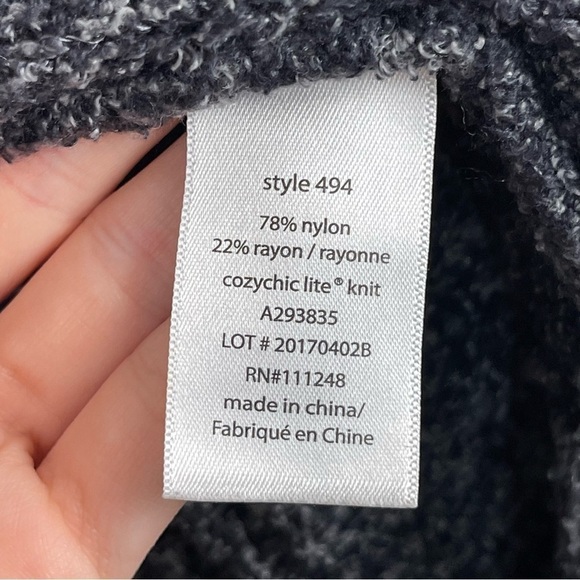 style 494
78% nylon
22% rayon / rayonne
cozychic lite® knit
A293835
LOT # 20170402B
RN#111248
made in china/
Fabriqué en Chine